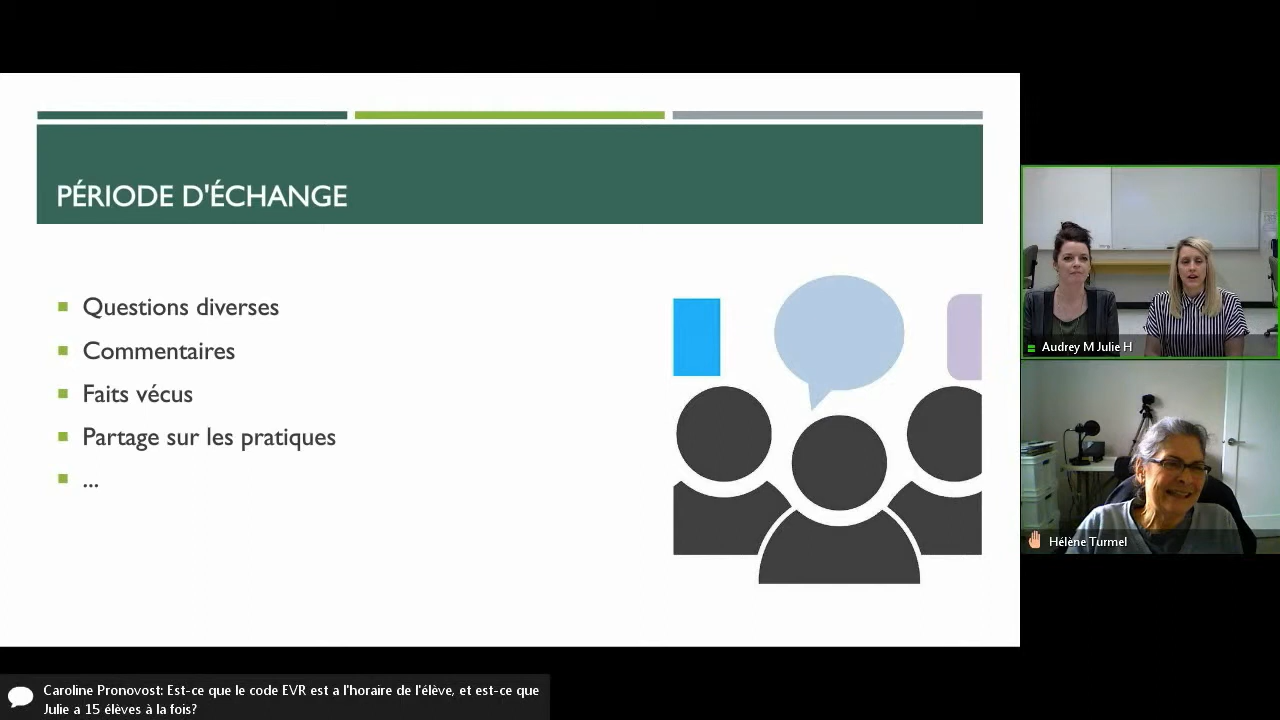 PÉRIODE D'ÉCHANGE
Questions diverses
Commentaires
Faits vécus
Partage sur les pratiques
...
Audrey M Julie H
Hélène Turmel
Caroline Pronovost: Est-ce que le code EVR est a l'horaire de l'élève, et est-ce que
Julie a 15 élèves à la fois?